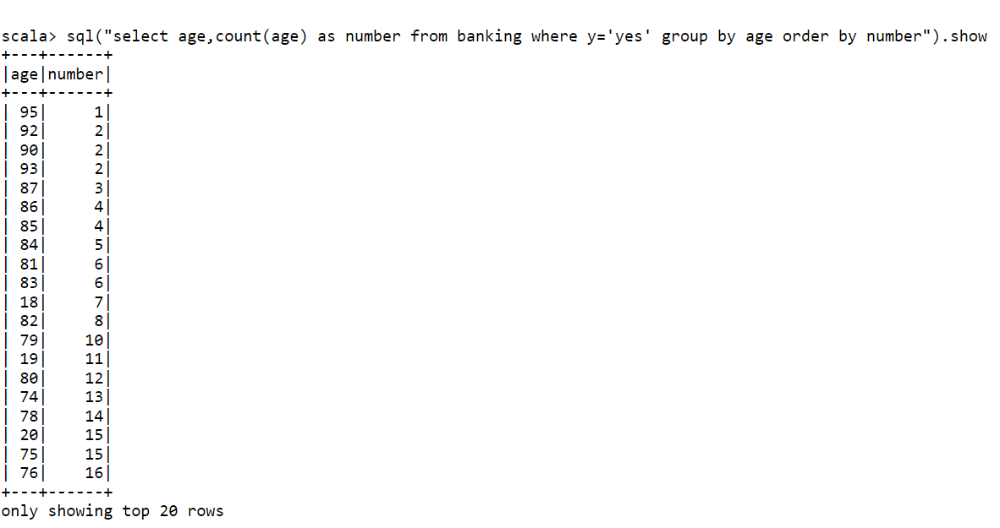 scala> sql("select age,count(age) as number from banking where y='yes' group by age order by number").show
+---+------+
|age|number|
+---+------+
| 95|     1|
| 92|     2|
| 90|     2|
| 93|     2|
| 87|     3|
| 86|     4|
| 85|     4|
| 84|     5|
| 81|     6|
| 83|     6|
| 18|     7|
| 82|     8|
| 79|    10|
| 19|    11|
| 80|    12|
| 74|    13|
| 78|    14|
| 20|    15|
| 75|    15|
| 76|    16|
+---+------+
only showing top 20 rows